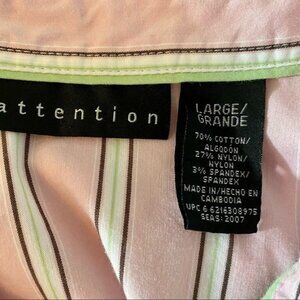 attention
LARGE/
GRANDE
70% COTTON/
ALGODON
27% NYLON/
NYLON
3% SPANDEX/
SPANDEX
MADE IN/HECHO EN
CAMBODIA
UPC 6 6216308975
SEAS: 2007